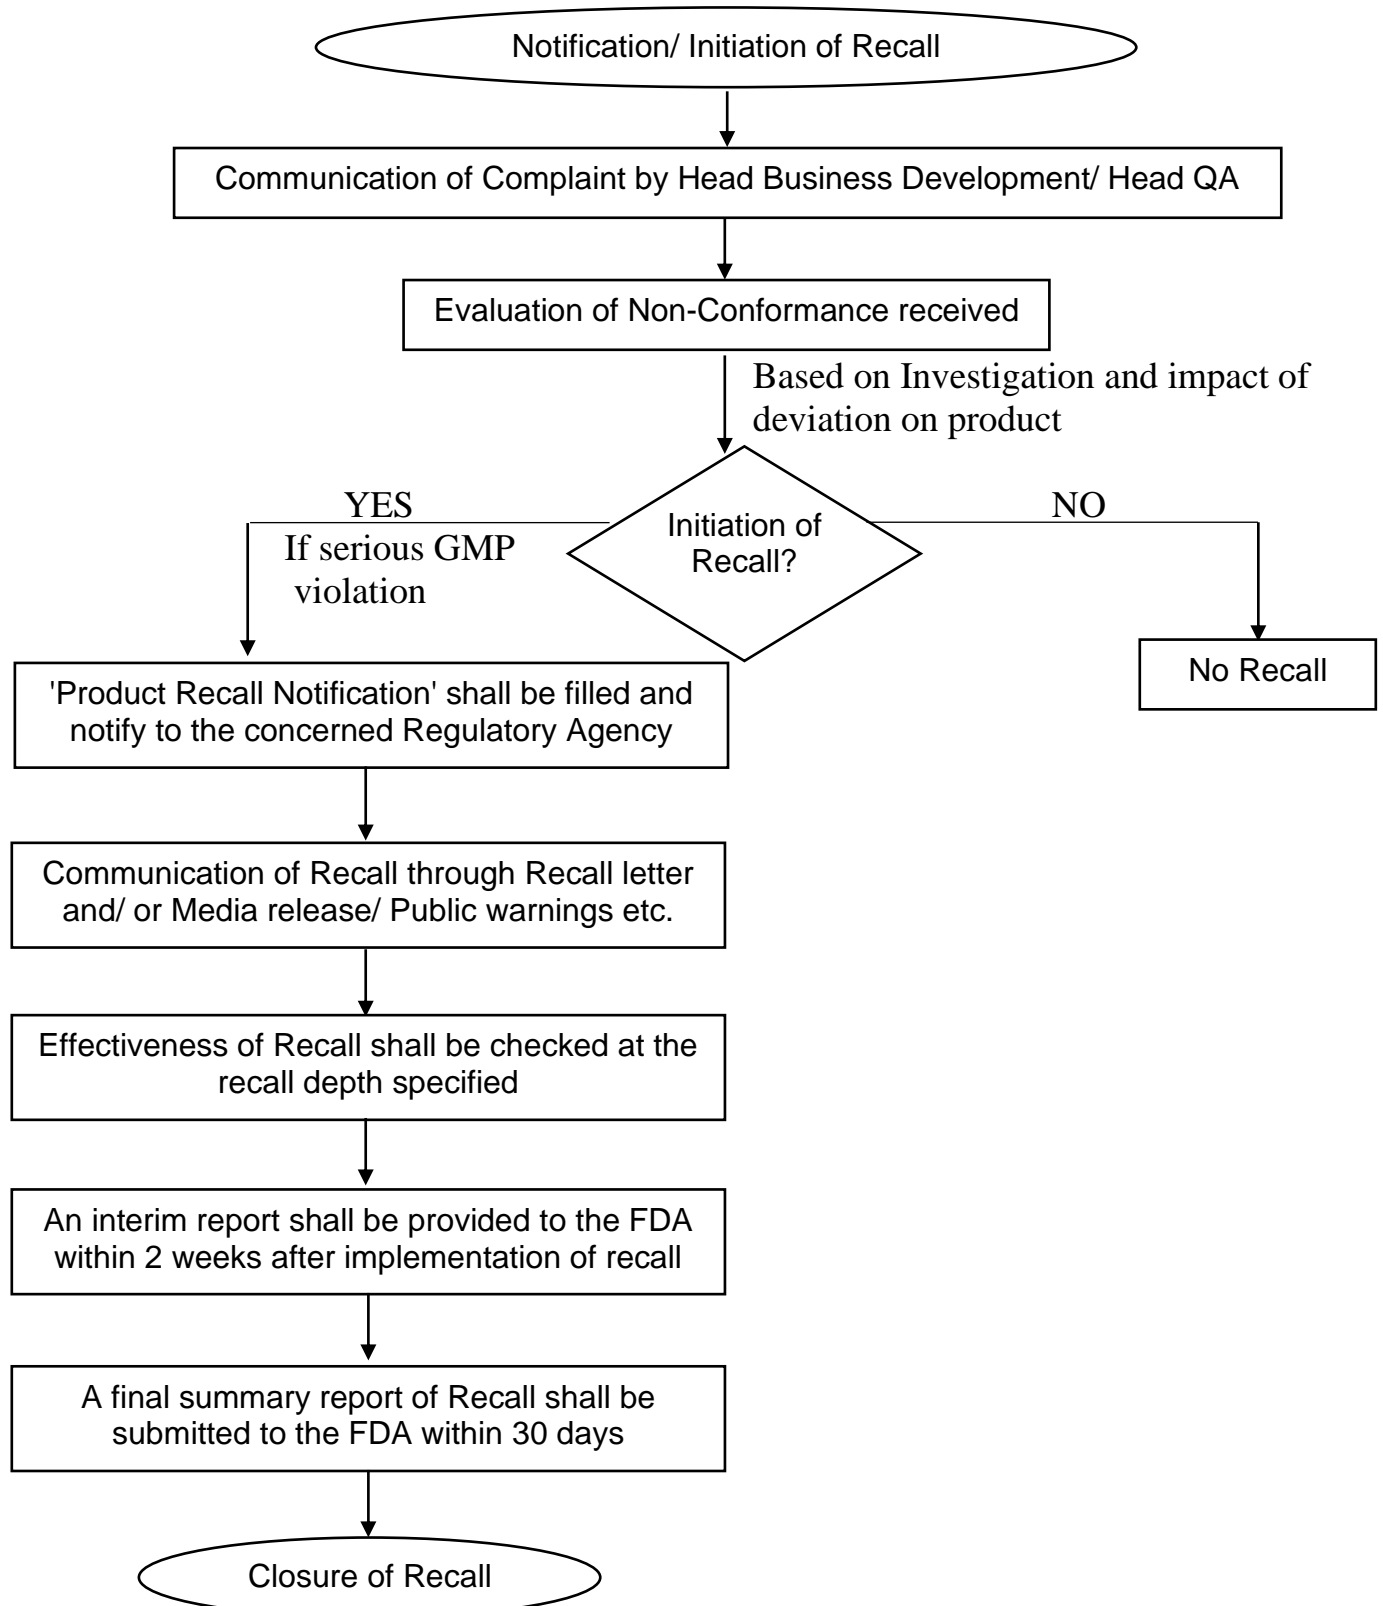 Notification/ Initiation of Recall
Communication of Complaint by Head Business Development/ Head QA
Evaluation of Non-Conformance received
Based on Investigation and impact of
deviation on product
Initiation of
Recall?
YES
If serious GMP
violation
NO
No Recall
'Product Recall Notification' shall be filled and
notify to the concerned Regulatory Agency
Communication of Recall through Recall letter
and/ or Media release/ Public warnings etc.
Effectiveness of Recall shall be checked at the
recall depth specified
An interim report shall be provided to the FDA
within 2 weeks after implementation of recall
A final summary report of Recall shall be
submitted to the FDA within 30 days
Closure of Recall